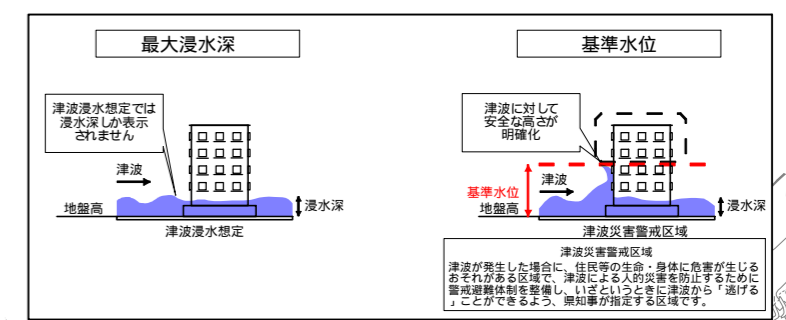 最大浸水深
津波浸水想定では
浸水深しか表示
されません
津波
地盤高
浸水深
津波浸水想定
基準水位
津波に対して
安全な高さが
明確化
津波
基準水位
地盤高
浸水深
津波災害警戒区域
津波災害警戒区域
津波が発生した場合に、住民等の生命・身体に危害が生じる
おそれがある区域で、津波による人的災害を防止するために
警戒避難体制を整備し、いざというときに津波から「逃げる
」ことができるよう、県知事が指定する区域です。